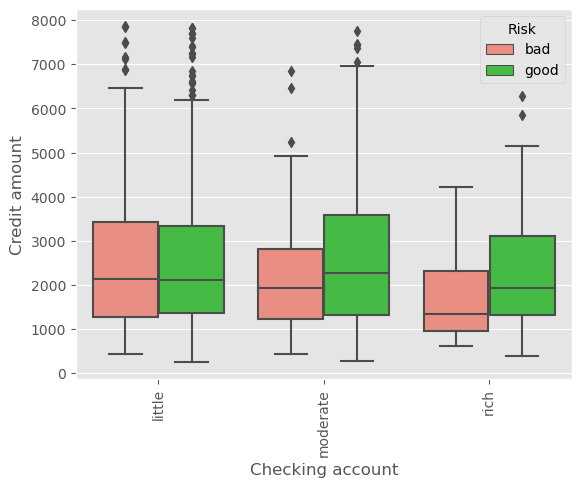 8000
7000
6000
5000
4000
3000
2000
1000
0
Credit amount
Risk
bad
good
little
moderate
rich
Checking account